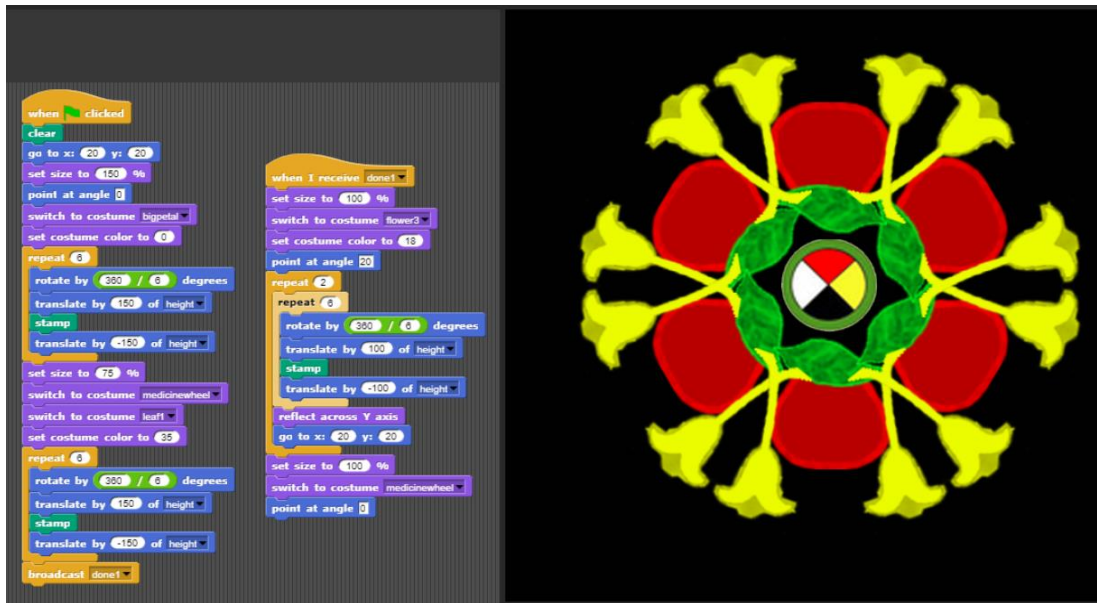 when clicked
clear
go to x: 20 y: 20
set size to 150 %
point at angle 0
switch to costume bigpetal
set costume color to 0
repeat 6
rotate by 360 / 6 degrees
translate by 150 of height
stamp
translate by -150 of height
set size to 75 %
switch to costume medicinewheel
switch to costume leaf1
set costume color to 35
repeat 6
rotate by 360 / 6 degrees
translate by 150 of height
stamp
translate by -150 of height
broadcast done1
when I receive done1
set size to 100 %
switch to costume flower3
set costume color to 18
point at angle 20
repeat 2
repeat 6
rotate by 360 / 6 degrees
translate by 100 of height
stamp
translate by -100 of height
reflect across Y axis
go to x: 20 y: 20
set size to 100 %
switch to costume medicinewheel
point at angle 0